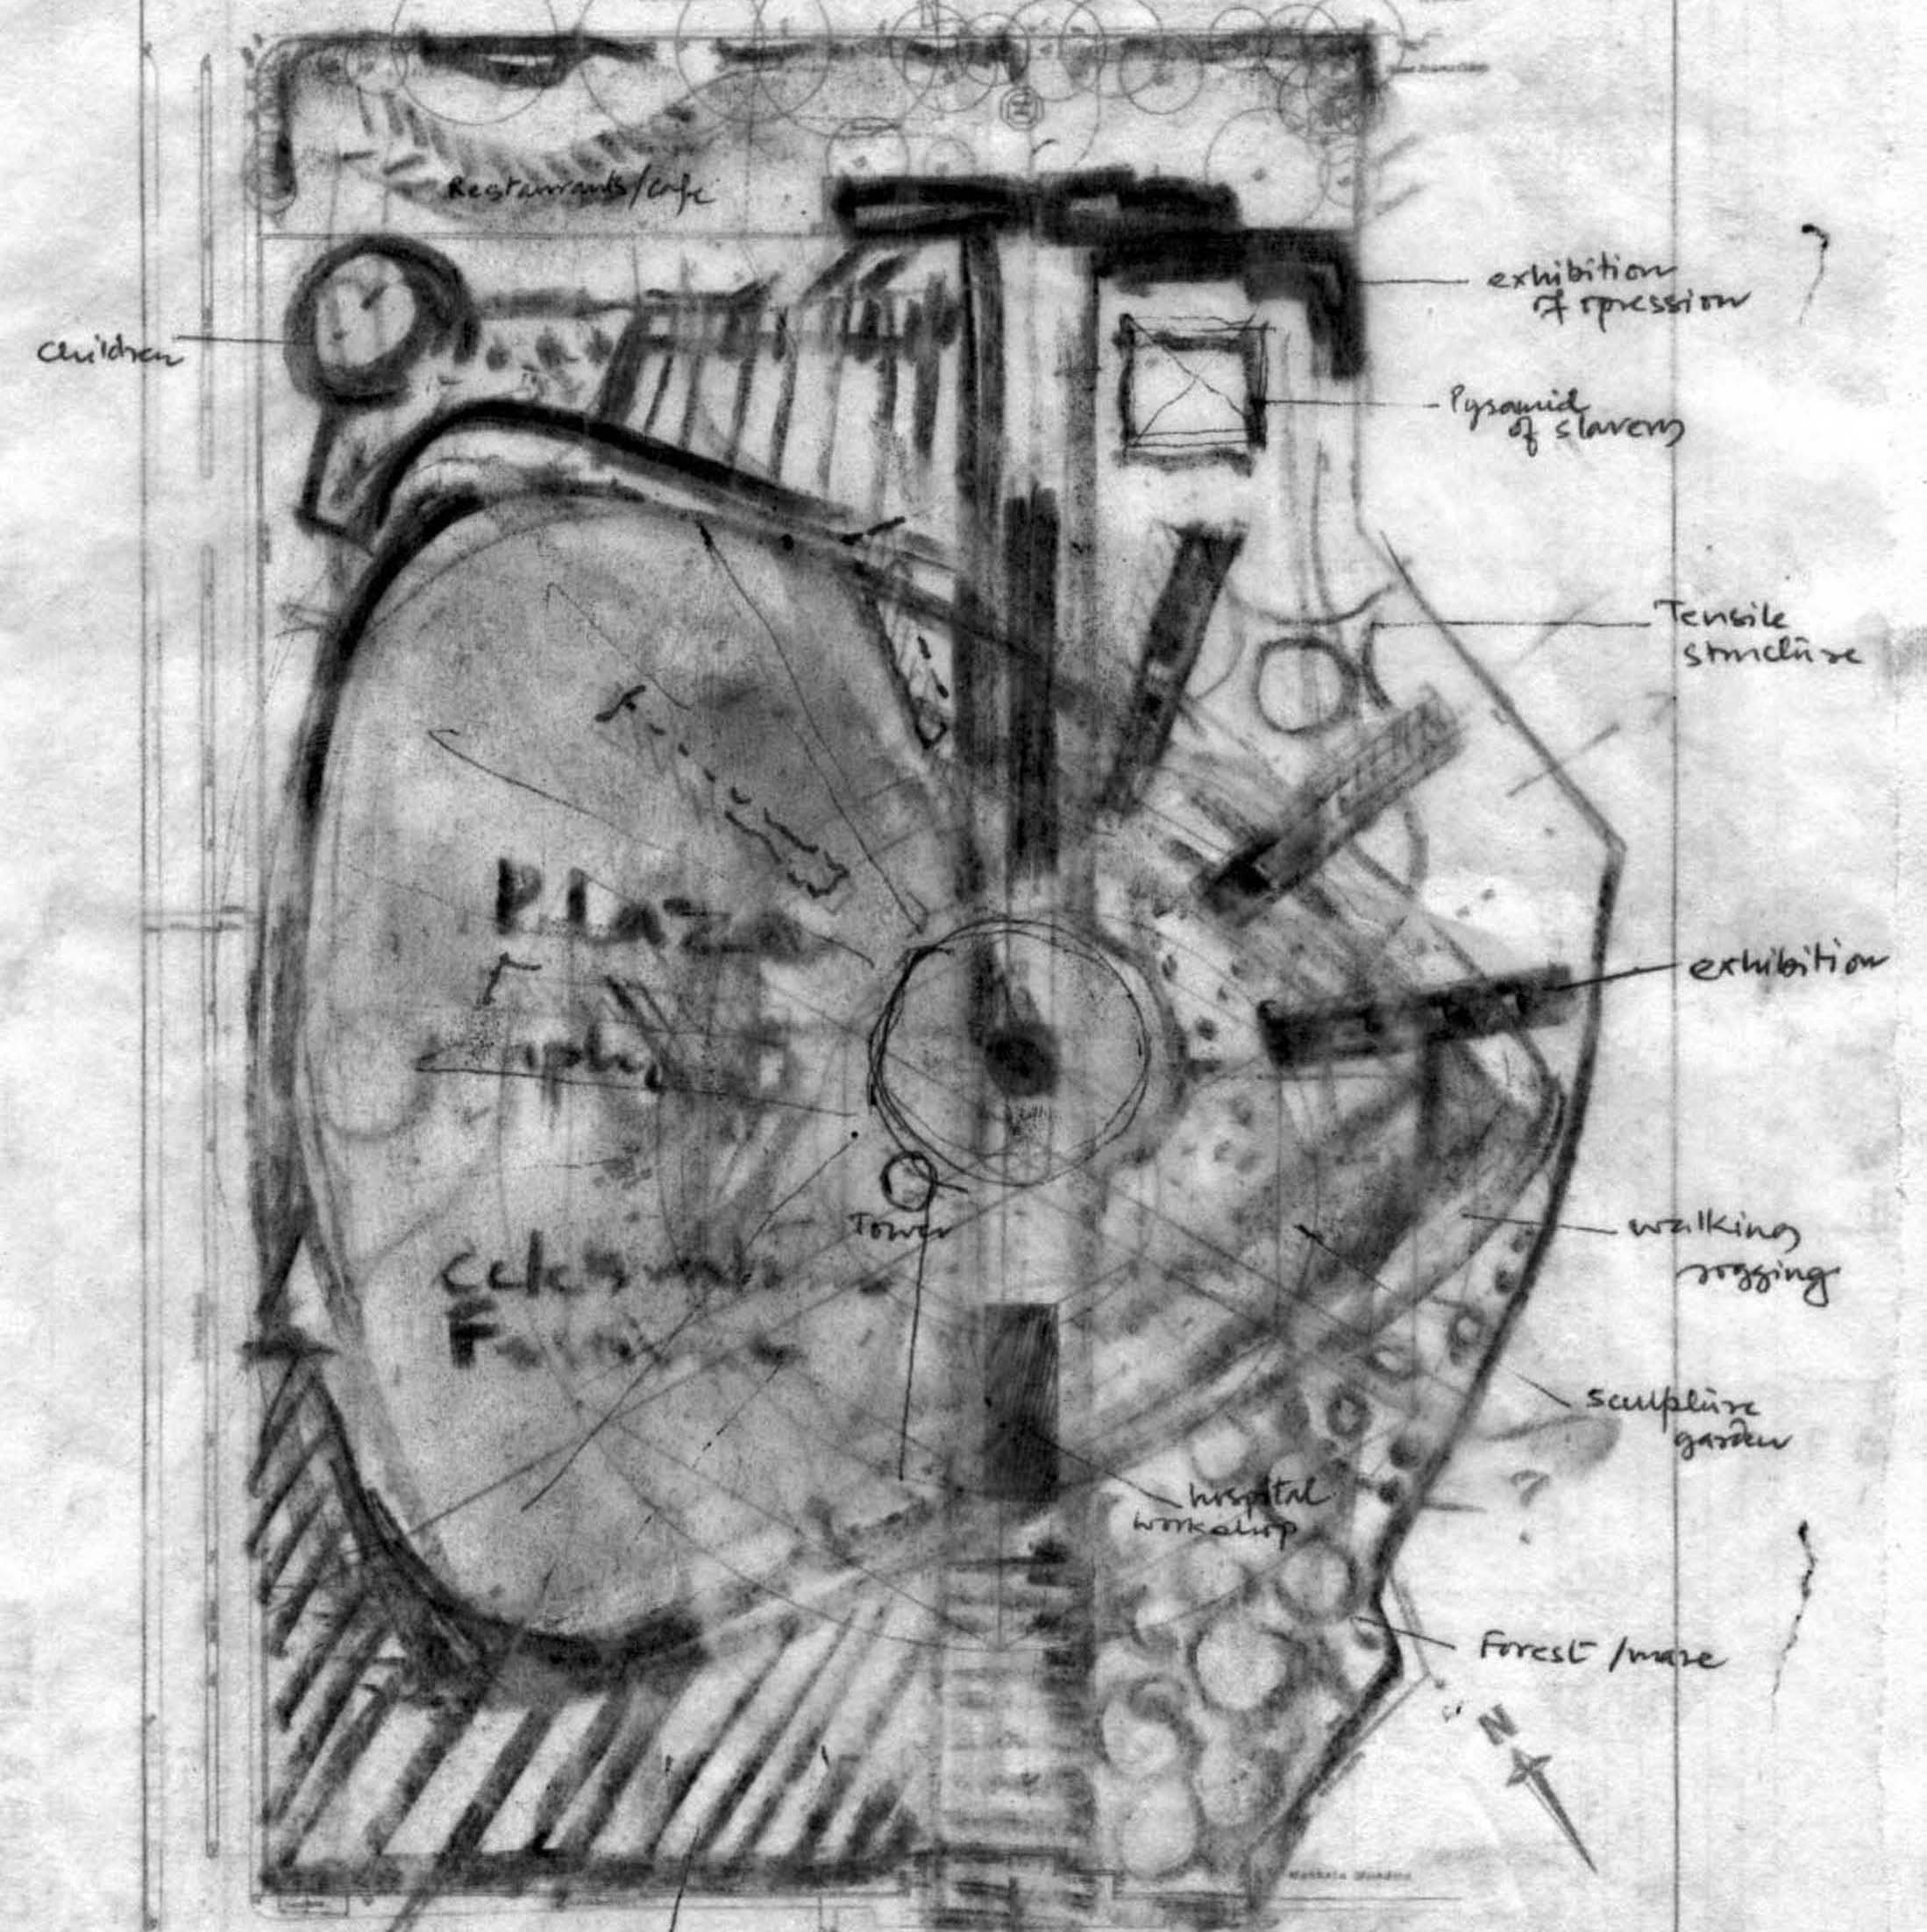 Restaurants/cafe
exhibition
of opression
Children
Pyramid
of slavery
Tensile
structure
Plaza
exhibition
Tower
walking
jogging
Sculpture
garden
hospital
workshop
Forest/maze
N